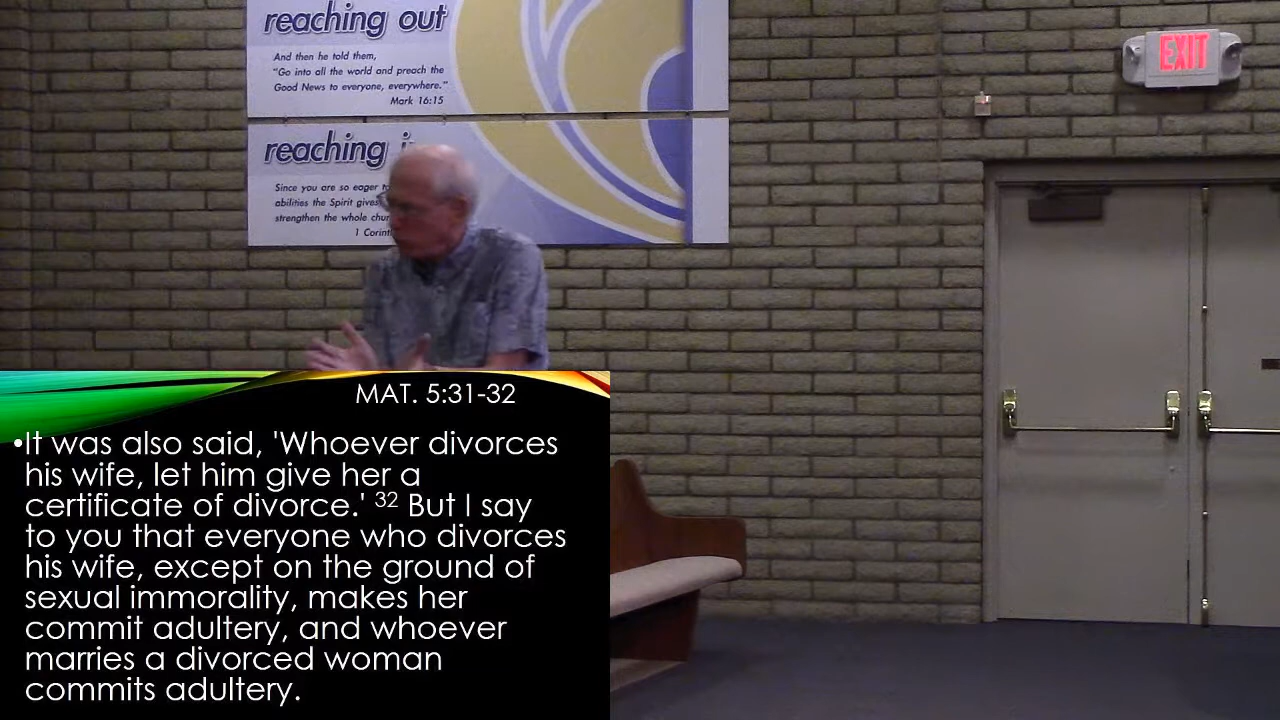 reaching out
And then he told them,
"Go into all the world and preach the
Good News to everyone, everywhere."
Mark 16:15
EXIT
reaching
Since you are so eager
abilities the Spirit gives
strengthen the whole
1
MAT. 5:31-32
•It was also said, 'Whoever divorces
his wife, let him give her a
certificate of divorce.' 32 But I say
to you that everyone who divorces
his wife, except on the ground of
sexual immorality, makes her
commit adultery, and whoever
marries a divorced woman
commits adultery.